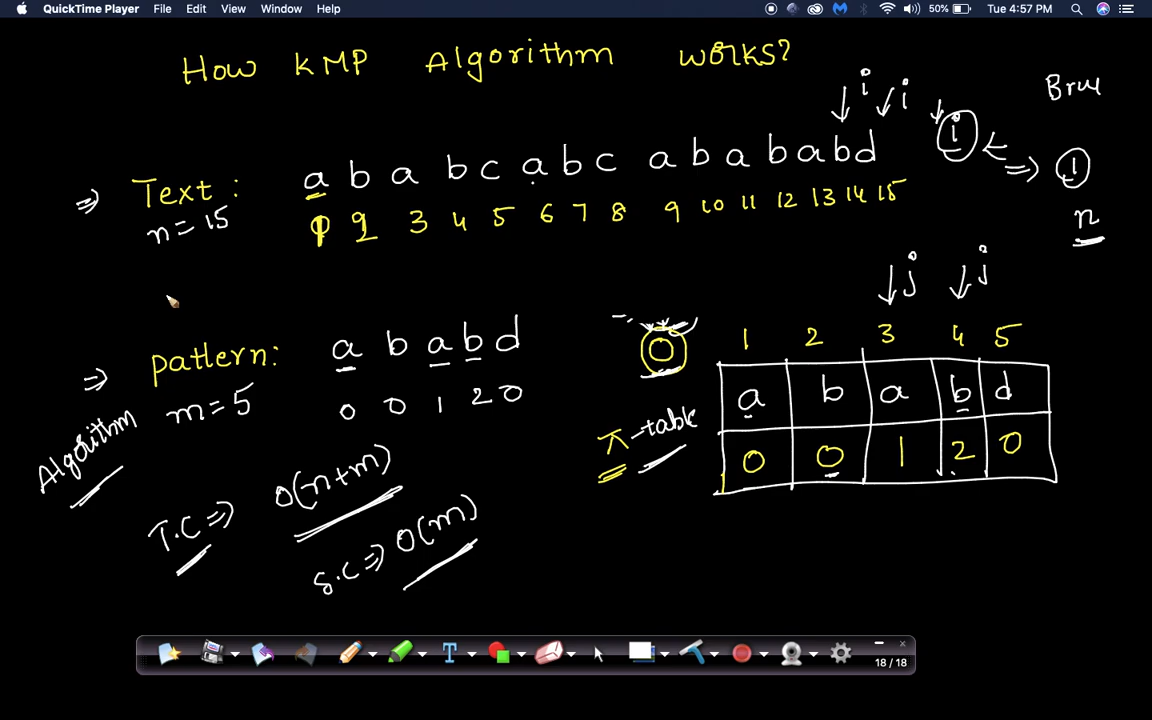 QuickTime Player File Edit View Window Help 50% Tue 4:57 PM
How KMP Algorithm works?
i i i Bru
Text: a b a b c a b c a b a b a b d i
n=15 1 2 3 4 5 6 7 8 9 10 11 12 13 14 15 n
j j
pattern: a b a b d 0 1 2 3 4 5
m=5 0 0 1 2 0 a b a b d
Algorithm π-table 0 0 1 2 0
T.C⇒ O(n+m)
S.C⇒ O(m)
T
18 / 18